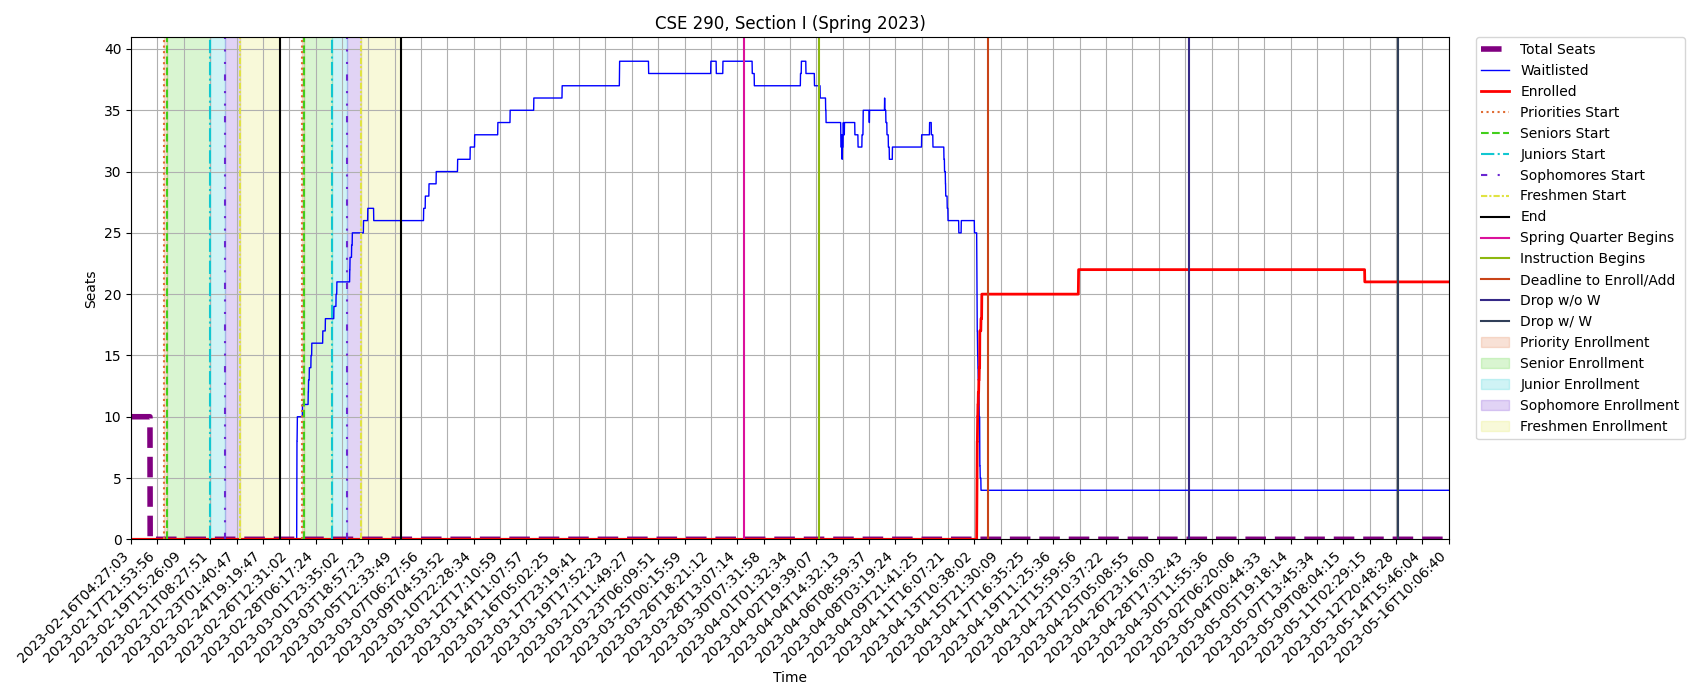 CSE 290, Section I (Spring 2023)
Seats
40
35
30
25
20
15
10
5
0
2023-02-16T04:27:03
2023-02-17T21:53:56
2023-02-19T15:26:09
2023-02-21T08:27:51
2023-02-23T01:40:47
2023-02-24T19:19:47
2023-02-26T12:31:02
2023-02-28T06:17:24
2023-03-01T23:35:02
2023-03-03T18:57:23
2023-03-05T12:33:49
2023-03-07T06:27:56
2023-03-09T04:53:52
2023-03-10T22:28:34
2023-03-12T17:10:59
2023-03-14T11:07:57
2023-03-16T05:02:25
2023-03-17T23:19:41
2023-03-19T17:52:23
2023-03-21T11:49:27
2023-03-23T06:09:51
2023-03-25T00:15:59
2023-03-26T18:21:12
2023-03-28T13:07:14
2023-03-30T07:31:58
2023-04-01T01:32:34
2023-04-02T19:39:07
2023-04-04T14:32:13
2023-04-06T08:59:37
2023-04-08T03:19:24
2023-04-09T21:41:25
2023-04-11T16:07:21
2023-04-13T10:38:02
2023-04-15T21:30:09
2023-04-17T16:35:25
2023-04-19T11:25:36
2023-04-21T15:59:56
2023-04-23T10:37:22
2023-04-25T05:08:55
2023-04-26T23:16:00
2023-04-28T17:32:43
2023-04-30T11:55:36
2023-05-02T06:20:06
2023-05-04T00:44:33
2023-05-05T19:18:14
2023-05-07T13:45:34
2023-05-09T08:04:15
2023-05-11T02:29:15
2023-05-12T20:48:28
2023-05-14T15:46:04
2023-05-16T10:06:40
Time
Total Seats
Waitlisted
Enrolled
Priorities Start
Seniors Start
Juniors Start
Sophomores Start
Freshmen Start
End
Spring Quarter Begins
Instruction Begins
Deadline to Enroll/Add
Drop w/o W
Drop w/ W
Priority Enrollment
Senior Enrollment
Junior Enrollment
Sophomore Enrollment
Freshmen Enrollment